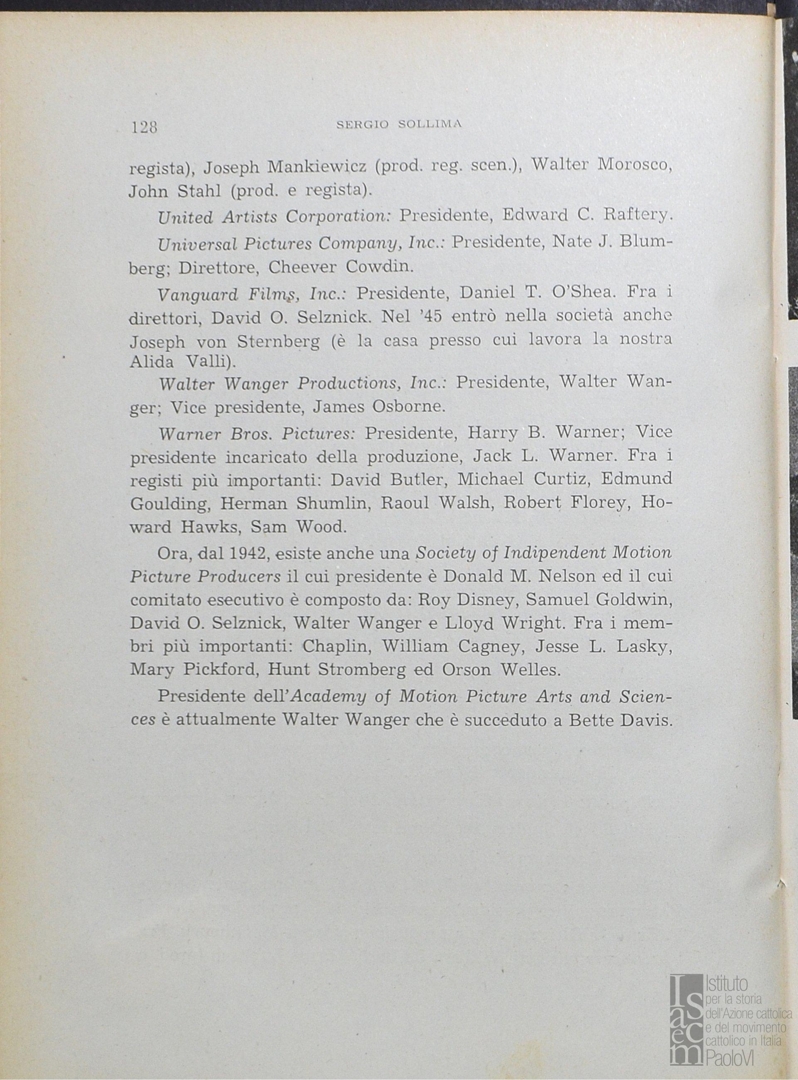 128
SERGIO SOLLIMA
regista), Joseph Mankiewicz (prod. reg. scen.), Walter Morosco,
John Stahl (prod. e regista).
United Artists Corporation: Presidente, Edward C. Raftery.
Universal Pictures Company, Inc.: Presidente, Nate J. Blum-
berg; Direttore, Cheever Cowdin.
Vanguard Films, Inc.: Presidente, Daniel T. O'Shea. Fra i
direttori, David O. Selznick. Nel '45 entrò nella società anche
Joseph von Sternberg (è la casa presso cui lavora la nostra
Alida Valli).
Walter Wanger Productions, Inc.: Presidente, Walter Wan-
ger; Vice presidente, James Osborne.
Warner Bros. Pictures: Presidente, Harry B. Warner; Vice
presidente incaricato della produzione, Jack L. Warner. Fra i
registi più importanti: David Butler, Michael Curtiz, Edmund
Goulding, Herman Shumlin, Raoul Walsh, Robert Florey, Ho-
ward Hawks, Sam Wood.
Ora, dal 1942, esiste anche una Society of Indipendent Motion
Picture Producers il cui presidente è Donald M. Nelson ed il cui
comitato esecutivo è composto da: Roy Disney, Samuel Goldwin,
David O. Selznick, Walter Wanger e Lloyd Wright. Fra i mem-
bri più importanti: Chaplin, William Cagney, Jesse L. Lasky,
Mary Pickford, Hunt Stromberg ed Orson Welles.
Presidente dell'Academy of Motion Picture Arts and Scien-
ces è attualmente Walter Wanger che è succeduto a Bette Davis.
Isacem
Istituto
per la storia
dell'Azione cattolica
e del movimento
cattolico in Italia
PaoloVI